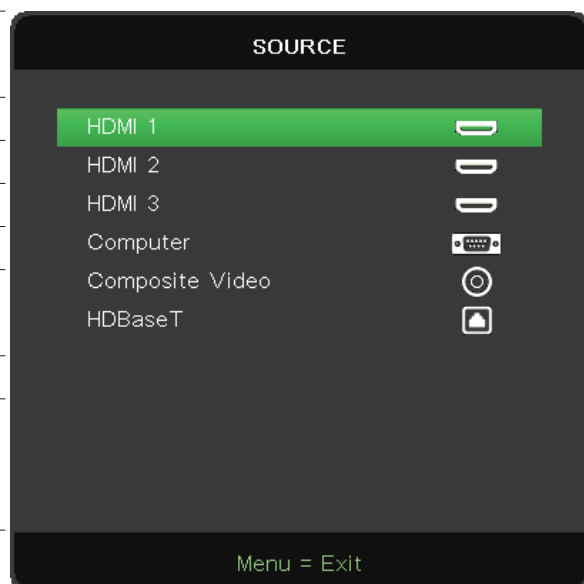 SOURCE
HDMI 1
HDMI 2
HDMI 3
Computer
Composite Video
HDBaseT
Menu = Exit